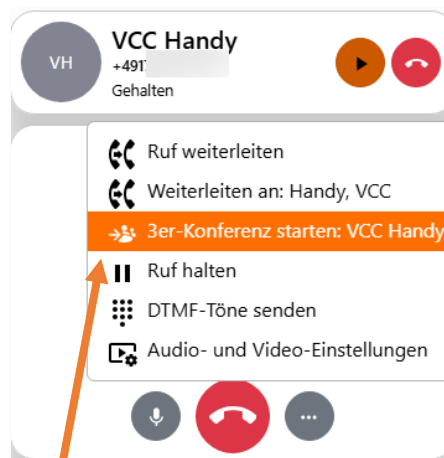 VH
VCC Handy
+491
Gehalten
Ruf weiterleiten
Weiterleiten an: Handy, VCC
3er-Konferenz starten: VCC Handy
Ruf halten
DTMF-Töne senden
Audio- und Video-Einstellungen